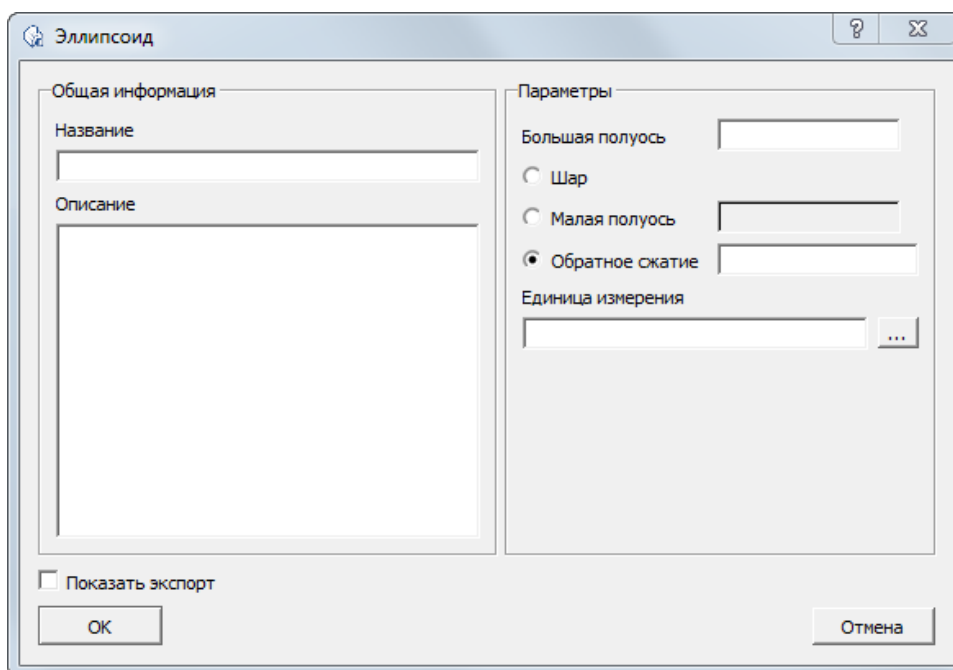 Эллипсоид
Общая информация
Название
Описание
Параметры
Большая полуось
Шар
Малая полуось
Обратное сжатие
Единица измерения
...
Показать экспорт
OK
Отмена